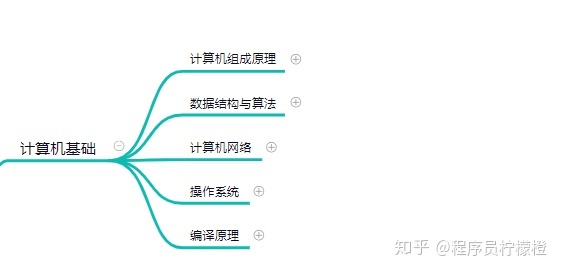 计算机组成原理
数据结构与算法
计算机基础
计算机网络
操作系统
编译原理
知乎 @程序员柠檬橙